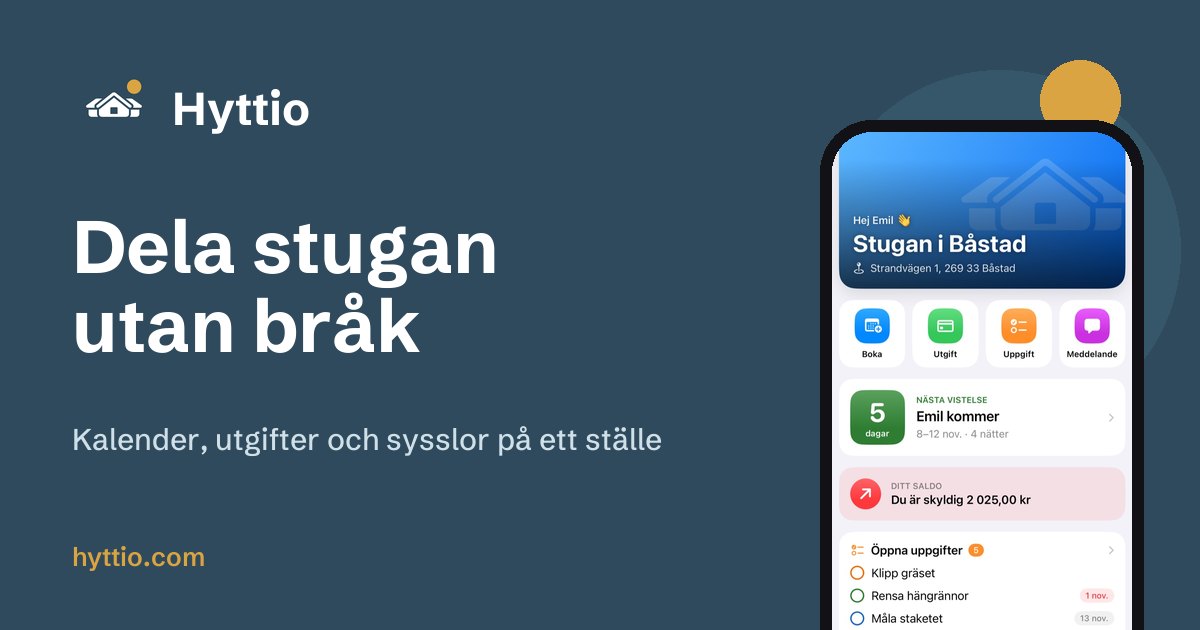 Hyttio
Dela stugan
utan bråk
Kalender, utgifter och sysslor på ett ställe
hyttio.com
Hej Emil 👋
Stugan i Båstad
Strandvägen 1, 269 33 Båstad
Boka
Utgift
Uppgift
Meddelande
5
dagar
NÄSTA VISTELSE
Emil kommer
8–12 nov. · 4 nätter
DITT SALDO
Du är skyldig 2 025,00 kr
Öppna uppgifter 5
Klipp gräset
Rensa hängrännor 1 nov.
Måla staketet 13 nov.